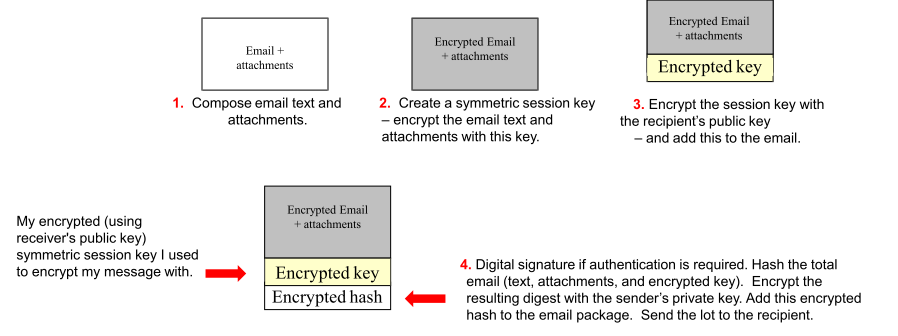 Email +
attachments
1. Compose email text and
attachments.
Encrypted Email
+ attachments
2. Create a symmetric session key
– encrypt the email text and
attachments with this key.
Encrypted Email
+ attachments
Encrypted key
3. Encrypt the session key with
the recipient's public key
– and add this to the email.
My encrypted (using
receiver's public key)
symmetric session key I used
to encrypt my message with.
Encrypted Email
+ attachments
Encrypted key
Encrypted hash
4. Digital signature if authentication is required. Hash the total
email (text, attachments, and encrypted key). Encrypt the
resulting digest with the sender's private key. Add this encrypted
hash to the email package. Send the lot to the recipient.